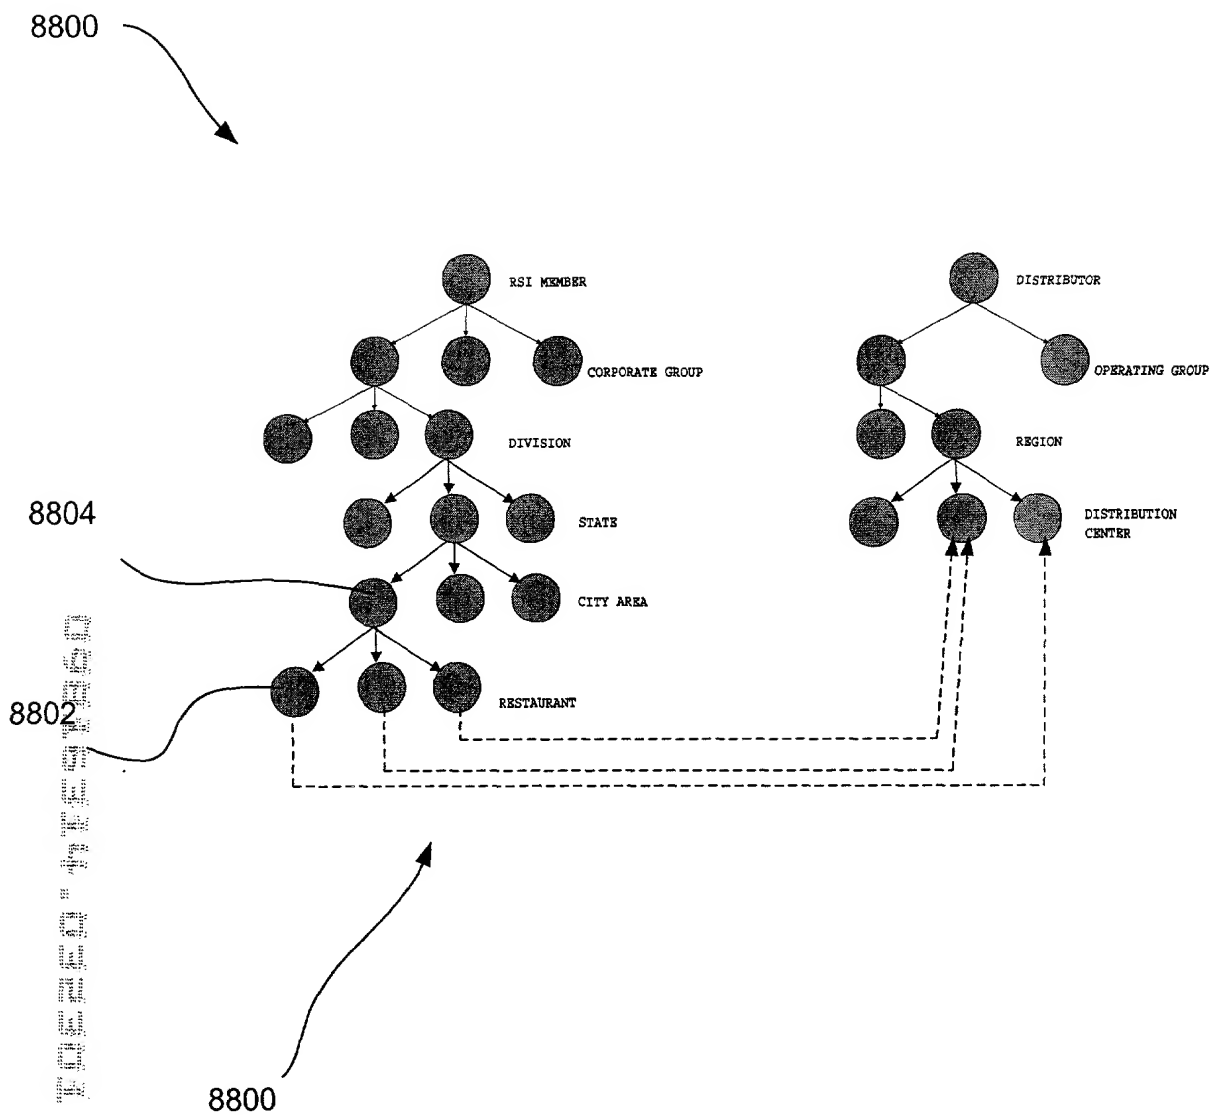 8800
RSI MEMBER
DISTRIBUTOR
CORPORATE GROUP
OPERATING GROUP
DIVISION
REGION
8804
STATE
DISTRIBUTION
CENTER
CITY AREA
8802
RESTAURANT
8800